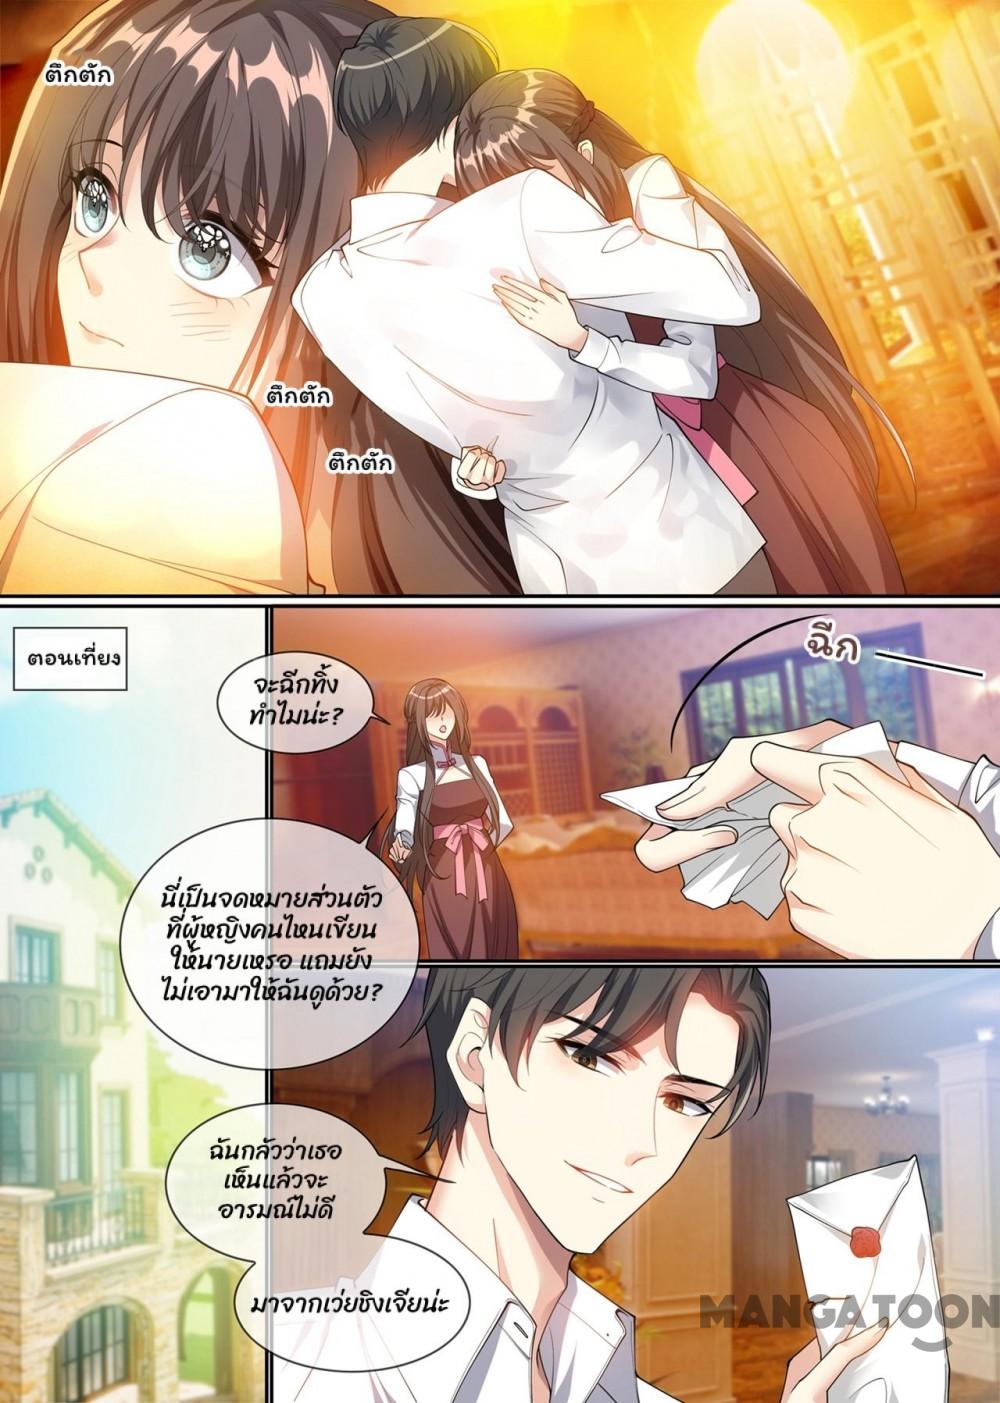 ตึกตัก
ตึกตัก
ตึกตัก
ตอนเที่ยง
ฉีก
จะฉีกทิ้ง
ทำไมน่ะ?
นี่เป็นจดหมายส่วนตัว
ที่ผู้หญิงคนไหนเขียน
ให้นายเหรอ แถมยัง
ไม่เอามาให้ฉันดูด้วย?
ฉันกลัวว่าเธอ
เห็นแล้วจะ
อารมณ์ไม่ดี
มาจากเว่ยชิงเจียน่ะ
MANGATOON